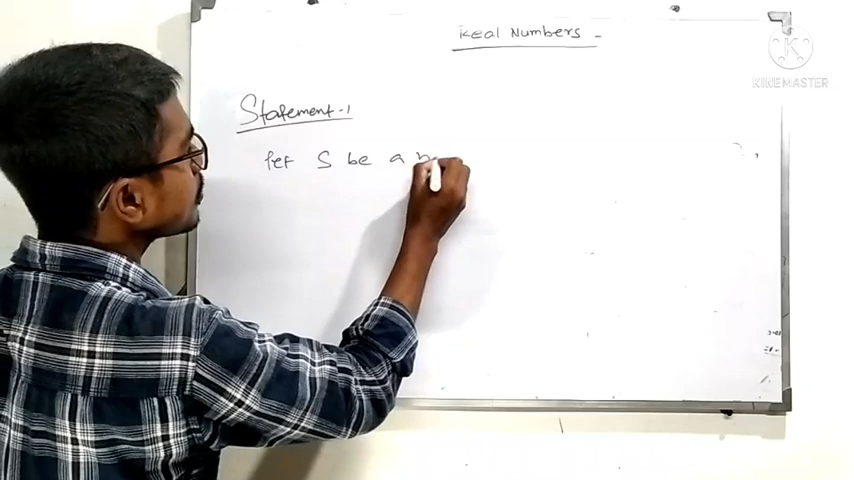 Real Numbers -
Statement-1
let S be a n
K
KINEMASTER